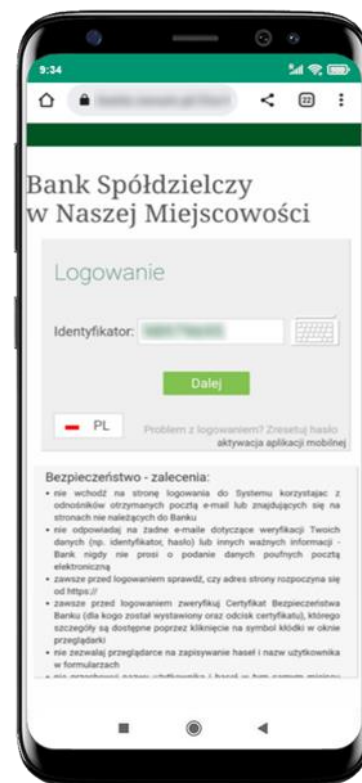 9:34
22
Bank Spółdzielczy
w Naszej Miejscowości
Logowanie
Identyfikator:
Dalej
PL
Problem z logowaniem? Zresetuj hasło
aktywacja aplikacji mobilnej
Bezpieczeństwo - zalecenia:
• nie wchodź na stronę logowania do Systemu korzystajac z
odnośników otrzymanych pocztą e-mail lub znajdujących się na
stronach nie należących do Banku
• nie odpowiadaj na żadne e-maile dotyczące weryfikacji Twoich
danych (np. identyfikator, hasło) lub innych ważnych informacji -
Bank nigdy nie prosi o podanie danych poufnych pocztą
elektroniczną
• zawsze przed logowaniem sprawdź, czy adres strony rozpoczyna się
od https://
• zawsze przed logowaniem zweryfikuj Certyfikat Bezpieczeństwa
Banku (dla kogo został wystawiony oraz odcisk certyfikatu), którego
szczegóły są dostępne poprzez kliknięcie na symbol kłódki w oknie
przeglądarki
• nie zezwalaj przeglądarce na zapisywanie haseł i nazw użytkownika
w formularzach